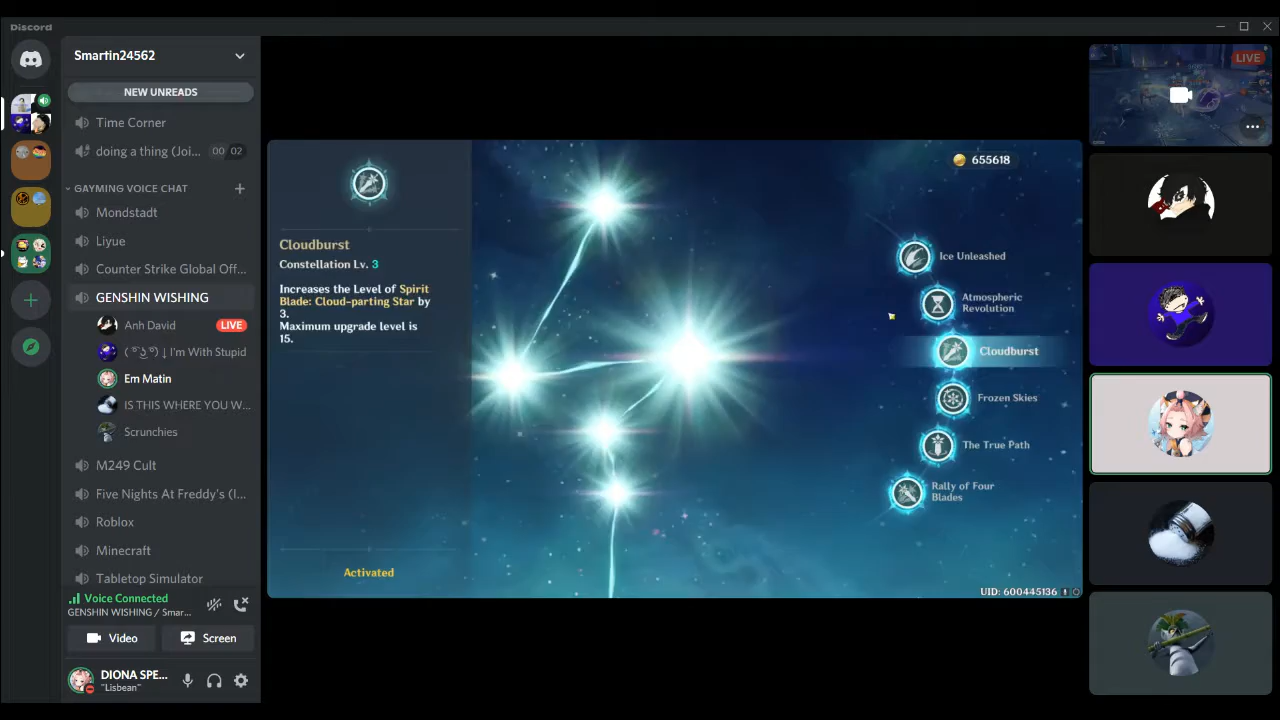 Discord
Smartin24562
NEW UNREADS
Time Corner
doing a thing (Joi... 00 02
GAYMING VOICE CHAT
Mondstadt
Liyue
Counter Strike Global Off...
GENSHIN WISHING
Anh David LIVE
( ͡° ͜ʖ ͡°) ↓ I'm With Stupid
Em Matin
IS THIS WHERE YOU W...
Scrunchies
M249 Cult
Five Nights At Freddy's (I...
Roblox
Minecraft
Tabletop Simulator
Voice Connected
GENSHIN WISHING / Smar...
Video Screen
DIONA SPE...
"Lisbean"
Cloudburst
Constellation Lv. 3
Increases the Level of Spirit
Blade: Cloud-parting Star by
3.
Maximum upgrade level is
15.
Activated
655618
Ice Unleashed
Atmospheric
Revolution
Cloudburst
Frozen Skies
The True Path
Rally of Four
Blades
UID: 600445136
LIVE